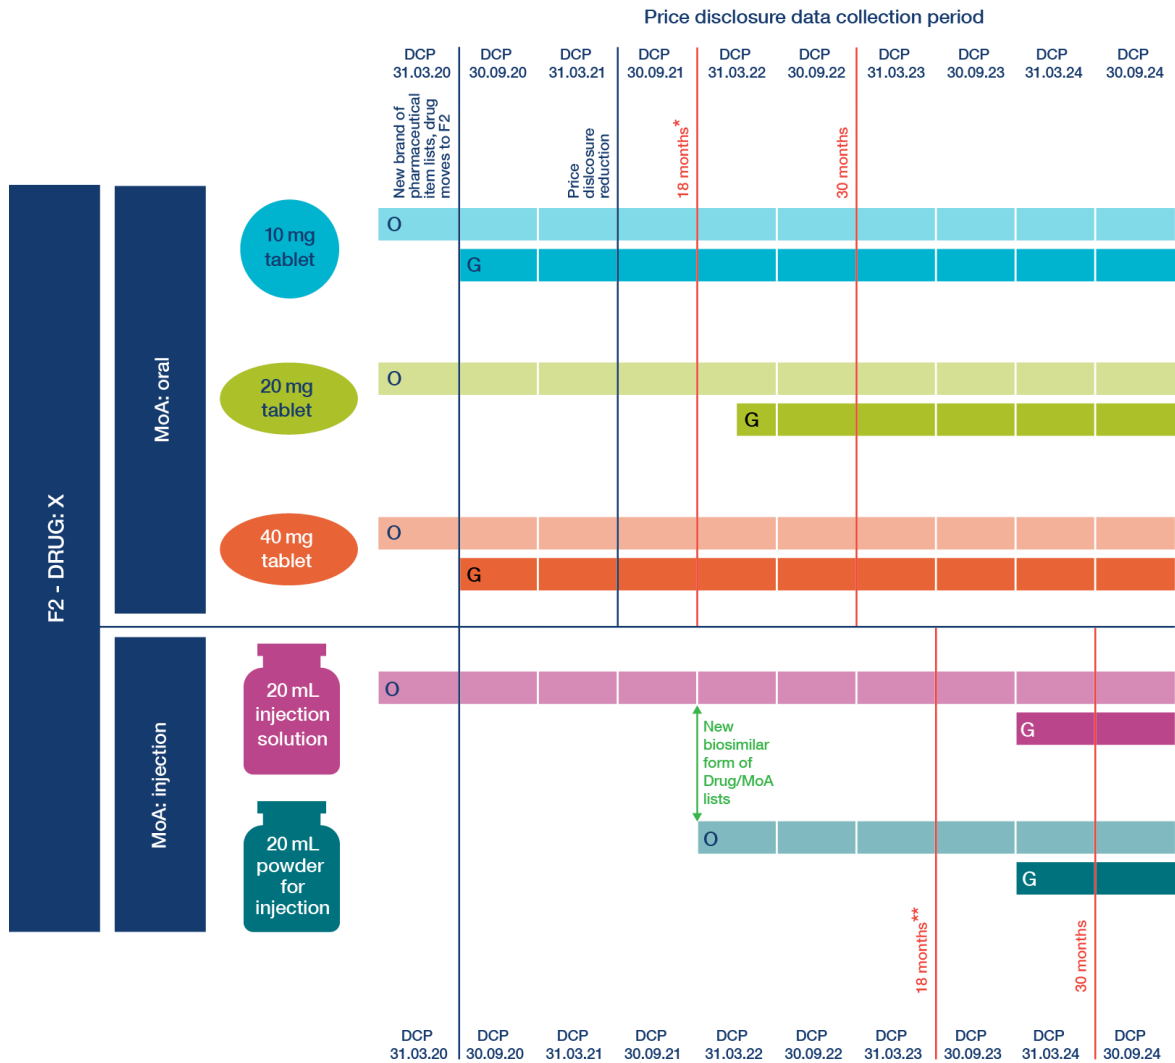 Price disclosure data collection period
DCP
31.03.20
DCP
30.09.20
DCP
31.03.21
DCP
30.09.21
DCP
31.03.22
DCP
30.09.22
DCP
31.03.23
DCP
30.09.23
DCP
31.03.24
DCP
30.09.24
New brand of
pharmaceutical
item lists, drug
moves to F2
Price
dislcosure
reduction
18 months*
30 months
F2 - DRUG: X
MoA: oral
10 mg
tablet
O
G
20 mg
tablet
O
G
40 mg
tablet
O
G
MoA: injection
20 mL
injection
solution
O
G
New
biosimilar
form of
Drug/MoA
lists
20 mL
powder
for
injection
O
G
18 months**
30 months
DCP
31.03.20
DCP
30.09.20
DCP
31.03.21
DCP
30.09.21
DCP
31.03.22
DCP
30.09.22
DCP
31.03.23
DCP
30.09.23
DCP
31.03.24
DCP
30.09.24